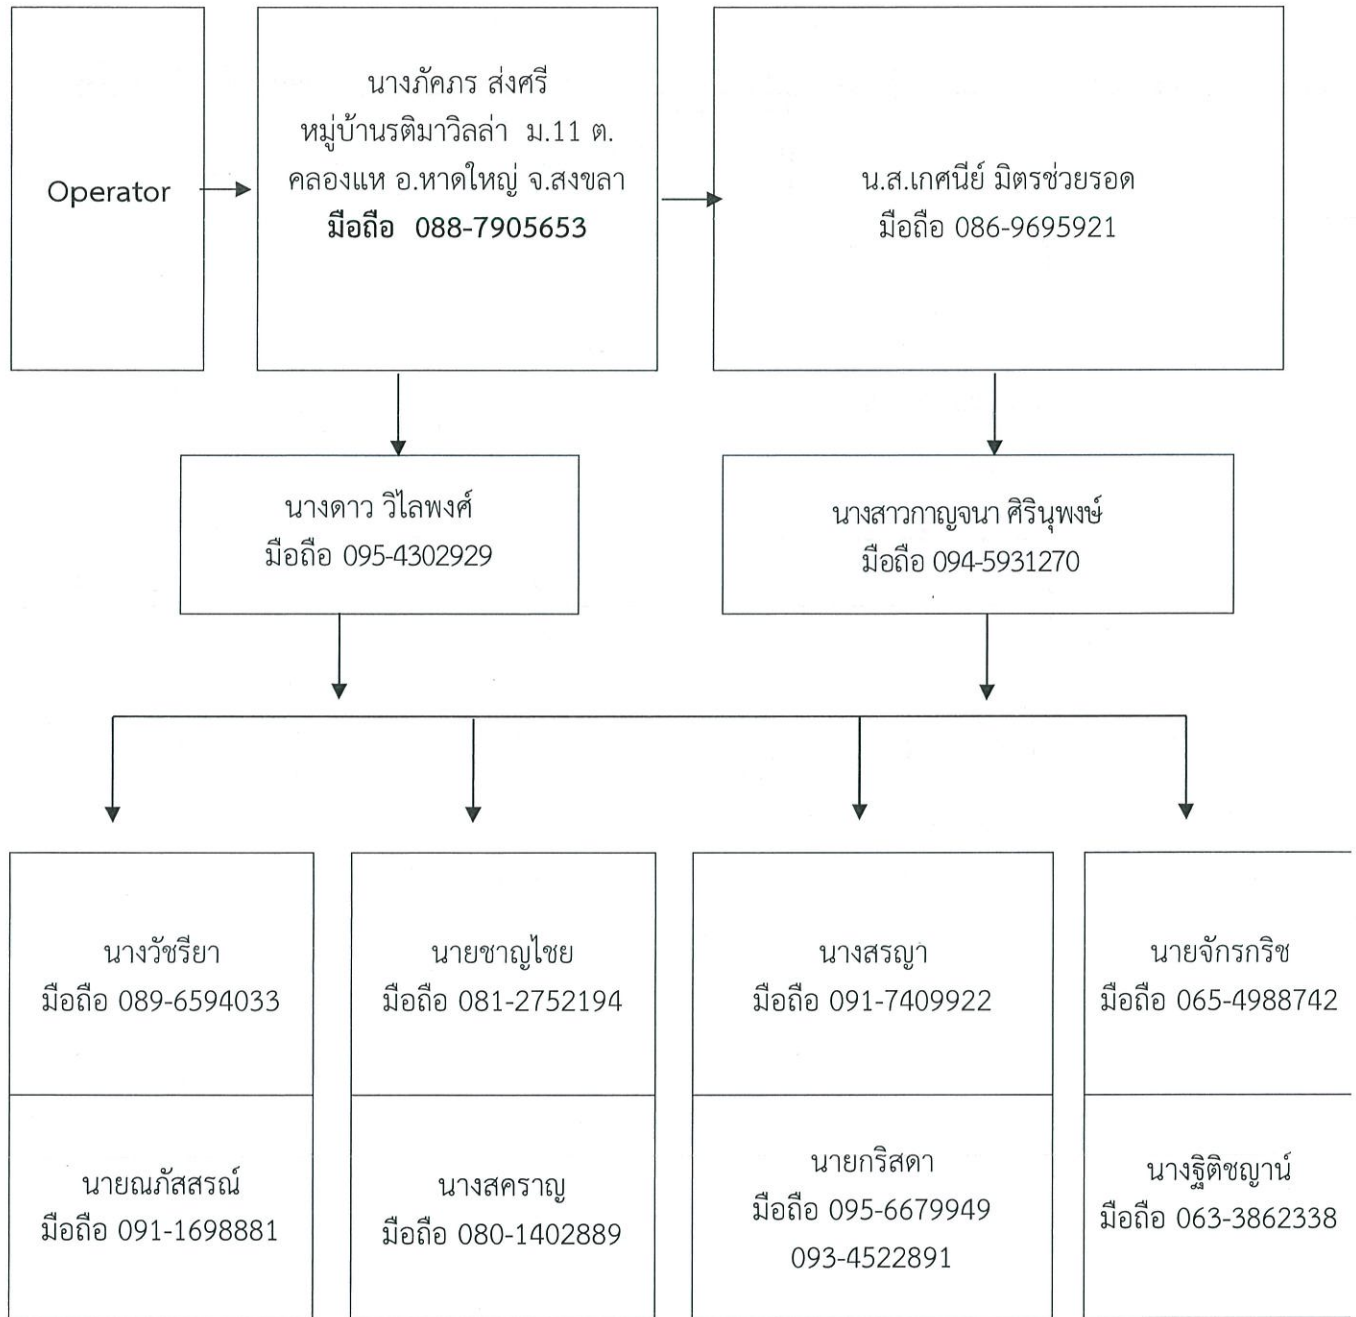 Operator
นางภัคภร ส่งศรี
หมู่บ้านรติมาวิลล่า ม.11 ต.
คลองแห อ.หาดใหญ่ จ.สงขลา
มือถือ 088-7905653
น.ส.เกศนีย์ มิตรช่วยรอด
มือถือ 086-9695921
นางดาว วิไลพงศ์
มือถือ 095-4302929
นางสาวกาญจนา ศิรินุพงษ์
มือถือ 094-5931270
นางวัชรียา
มือถือ 089-6594033
นายชาญไชย
มือถือ 081-2752194
นางสรญา
มือถือ 091-7409922
นายจักรกริช
มือถือ 065-4988742
นายณภัสสรณ์
มือถือ 091-1698881
นางสคราญ
มือถือ 080-1402889
นายกริสดา
มือถือ 095-6679949
093-4522891
นางฐิติชญาน์
มือถือ 063-3862338